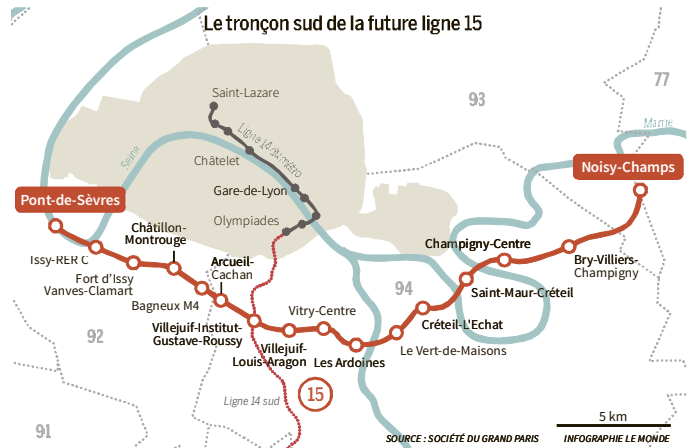 Le tronçon sud de la future ligne 15
77
Saint-Lazare
93
Ligne 14 du métro
Marne
Seine
Châtelet
Noisy-Champs
Gare-de-Lyon
Pont-de-Sèvres
Olympiades
Châtillon-
Montrouge
Champigny-Centre
Issy-RER C
Arcueil-
Cachan
Bry-Villiers-
Champigny
Fort d'Issy
Vanves-Clamart
94
Saint-Maur-Créteil
Bagneux M4
Vitry-Centre
Créteil-L'Echat
92
Villejuif-Institut-
Gustave-Roussy
Villejuif-
Louis-Aragon
Les Ardoines
Le Vert-de-Maisons
15
Ligne 14 sud
5 km
91
SOURCE : SOCIÉTÉ DU GRAND PARIS
INFOGRAPHIE LE MONDE